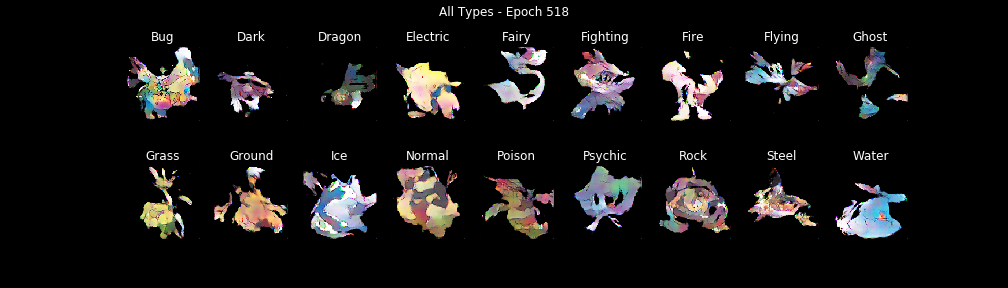 All Types - Epoch 518
Bug Dark Dragon Electric Fairy Fighting Fire Flying Ghost
Grass Ground Ice Normal Poison Psychic Rock Steel Water